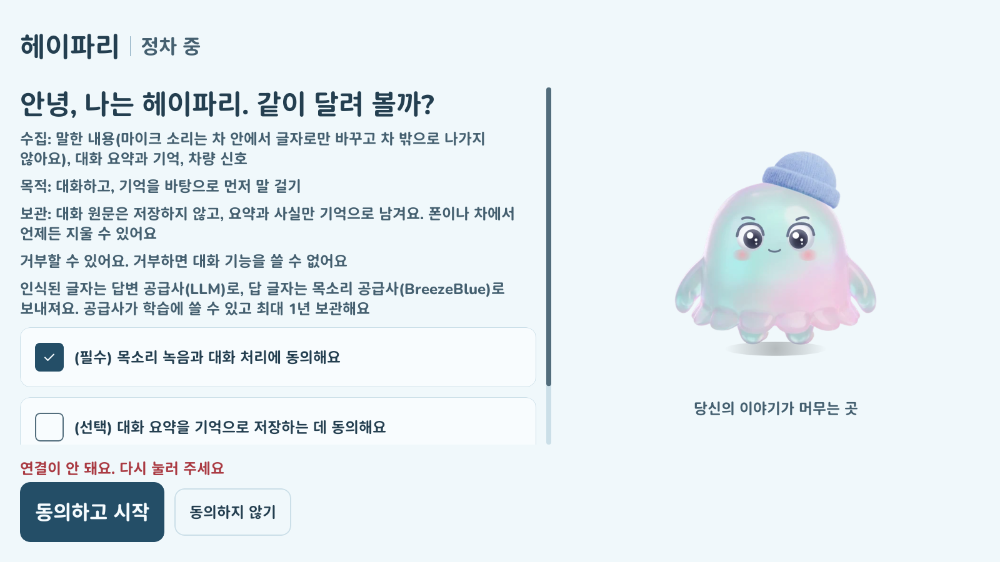 헤이파리 | 정차 중
안녕, 나는 헤이파리. 같이 달려 볼까?
수집: 말한 내용(마이크 소리는 차 안에서 글자로만 바꾸고 차 밖으로 나가지
않아요), 대화 요약과 기억, 차량 신호
목적: 대화하고, 기억을 바탕으로 먼저 말 걸기
보관: 대화 원문은 저장하지 않고, 요약과 사실만 기억으로 남겨요. 폰이나 차에서
언제든 지울 수 있어요
거부할 수 있어요. 거부하면 대화 기능을 쓸 수 없어요
인식된 글자는 답변 공급사(LLM)로, 답 글자는 목소리 공급사(BreezeBlue)로
보내져요. 공급사가 학습에 쓸 수 있고 최대 1년 보관해요
(필수) 목소리 녹음과 대화 처리에 동의해요
(선택) 대화 요약을 기억으로 저장하는 데 동의해요
연결이 안 돼요. 다시 눌러 주세요
동의하고 시작
동의하지 않기
당신의 이야기가 머무는 곳